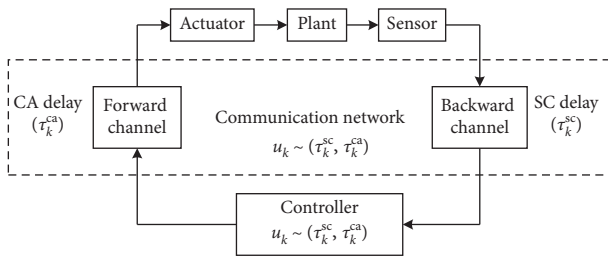 Actuator
Plant
Sensor
CA delay
(τ_k^ca)
Forward
channel
Communication network
u_k ~ (τ_k^sc, τ_k^ca)
Backward
channel
SC delay
(τ_k^sc)
Controller
u_k ~ (τ_k^sc, τ_k^ca)